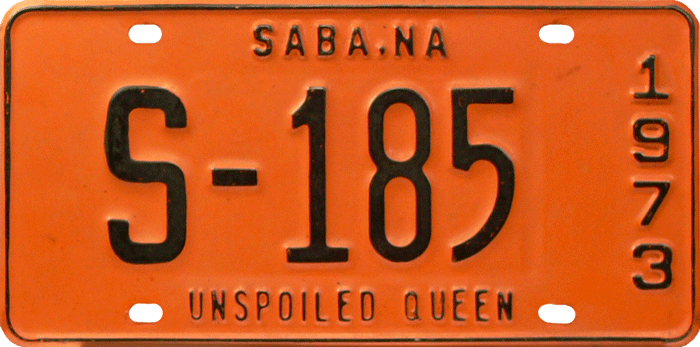 SABA.NA
S-185
1973
UNSPOILED QUEEN